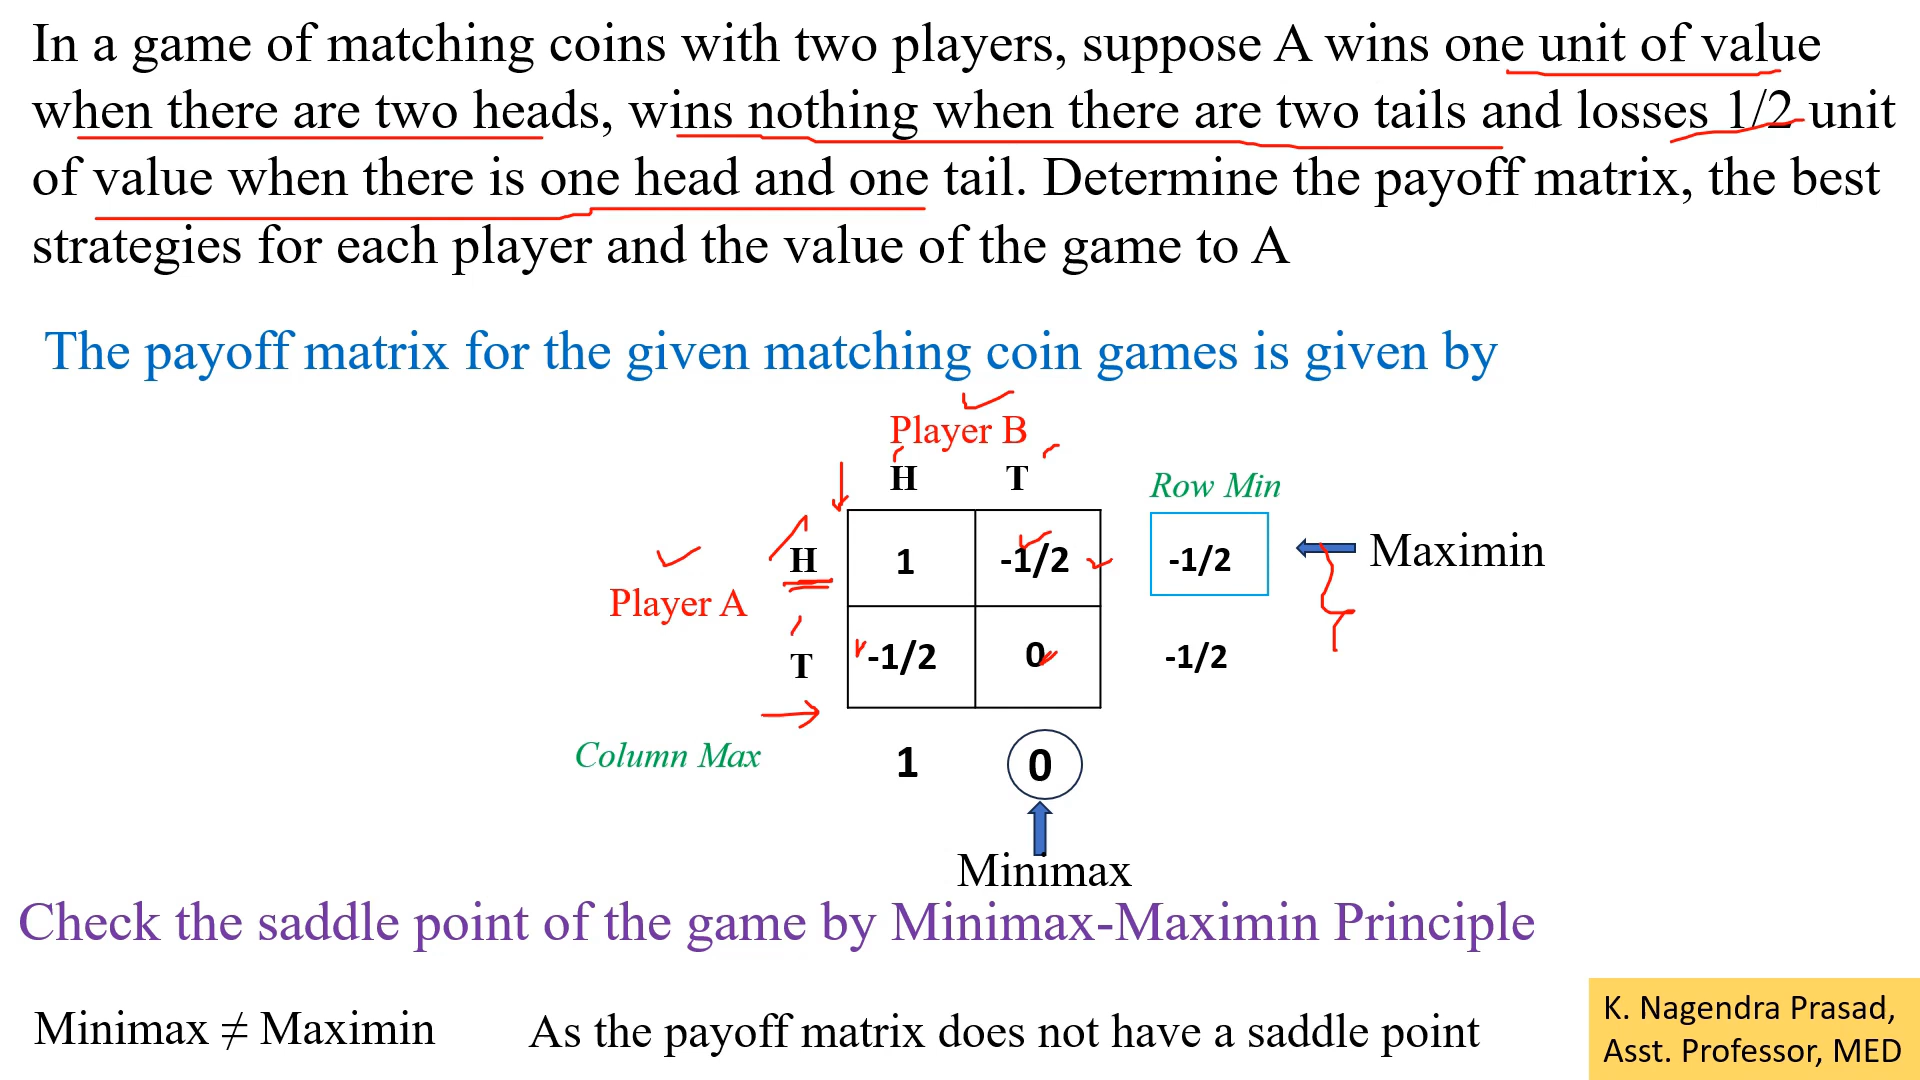 In a game of matching coins with two players, suppose A wins one unit of value
when there are two heads, wins nothing when there are two tails and losses 1/2 unit
of value when there is one head and one tail. Determine the payoff matrix, the best
strategies for each player and the value of the game to A
The payoff matrix for the given matching coin games is given by
Player B
H T
Row Min
H 1 -1/2 -1/2 Maximin
Player A
T -1/2 0 -1/2
Column Max 1 0
Minimax
Check the saddle point of the game by Minimax-Maximin Principle
Minimax ≠ Maximin As the payoff matrix does not have a saddle point
K. Nagendra Prasad,
Asst. Professor, MED